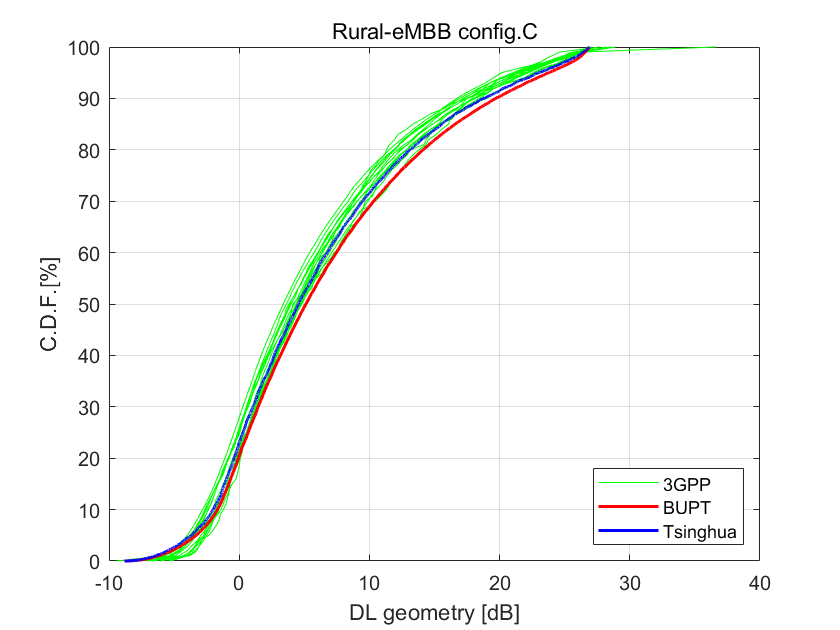 Rural-eMBB config.C
100
90
80
70
60
50
40
30
20
10
0
C.D.F.[%]
-10 0 10 20 30 40
DL geometry [dB]
3GPP
BUPT
Tsinghua